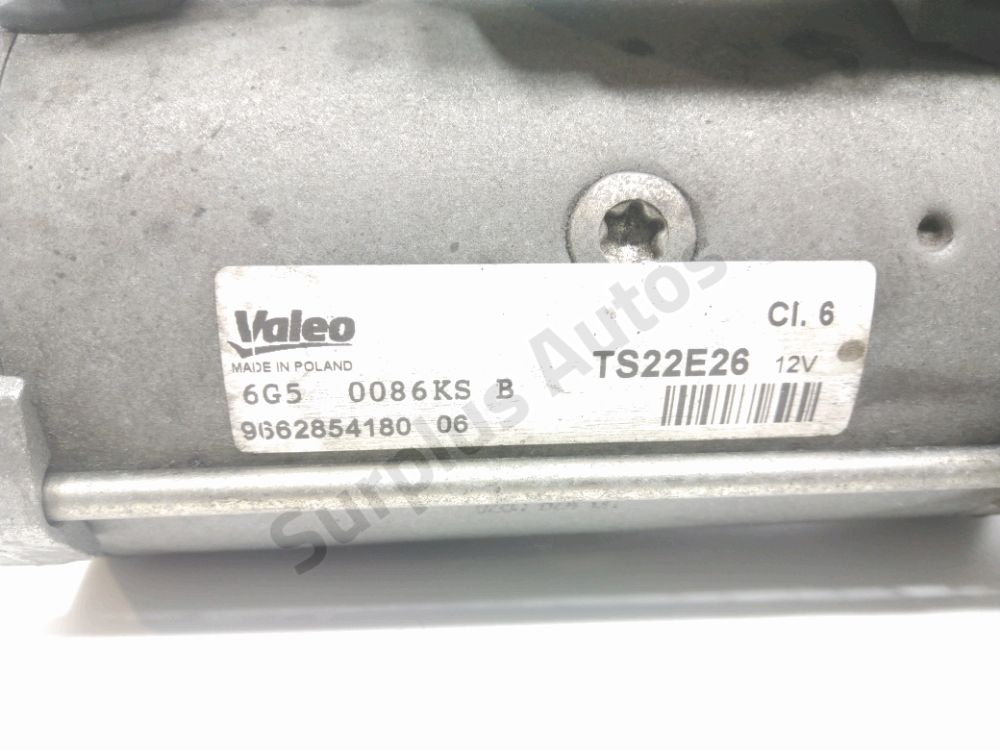 Valeo
Cl. 6
MADE IN POLAND
TS22E26 12V
6G5 0086KS B
9662854180 06
Surplus Autos